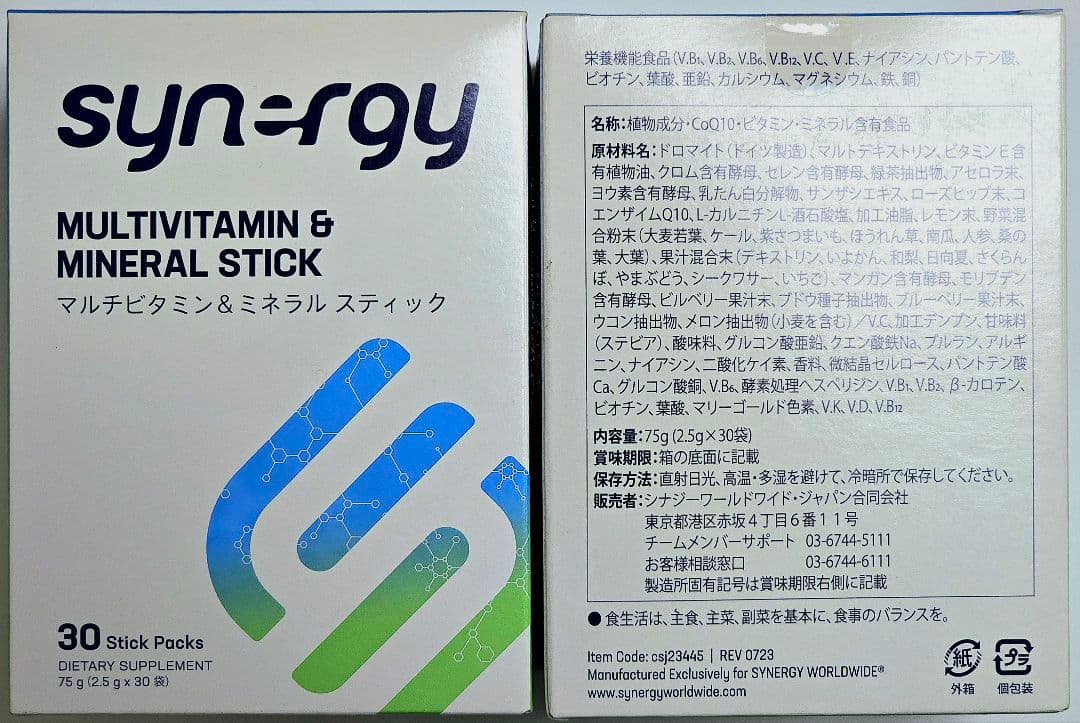 synergy
MULTIVITAMIN &
MINERAL STICK
マルチビタミン&ミネラル スティック
30 Stick Packs
DIETARY SUPPLEMENT
75 g (2.5 g x 30 袋)
栄養機能食品(V.B₁、V.B₂、V.B₆、V.B₁₂、V.C、V.E、ナイアシン、パントテン酸、
ビオチン、葉酸、亜鉛、カルシウム、マグネシウム、鉄、銅)
名称:植物成分・CoQ10・ビタミン・ミネラル含有食品
原材料名:ドロマイト(ドイツ製造)、マルトデキストリン、ビタミンE含
有植物油、クロム含有酵母、セレン含有酵母、緑茶抽出物、アセロラ末、
ヨウ素含有酵母、乳たん白分解物、サンザシエキス、ローズヒップ末、コ
エンザイムQ10、L-カルニチンL-酒石酸塩、加工油脂、レモン末、野菜混
合粉末(大麦若葉、ケール、紫さつまいも、ほうれん草、南瓜、人参、桑の
葉、大葉)、果汁混合末(デキストリン、いよかん、和梨、日向夏、さくらん
ぼ、やまぶどう、シークワサー、いちご)、マンガン含有酵母、モリブデン
含有酵母、ビルベリー果汁末、ブドウ種子抽出物、ブルーベリー果汁末、
ウコン抽出物、メロン抽出物(小麦を含む)/V.C、加工デンプン、甘味料
(ステビア)、酸味料、グルコン酸亜鉛、クエン酸鉄Na、プルラン、アルギ
ニン、ナイアシン、二酸化ケイ素、香料、微結晶セルロース、パントテン酸
Ca、グルコン酸銅、V.B₆、酵素処理ヘスペリジン、V.B₁、V.B₂、β-カロテン、
ビオチン、葉酸、マリーゴールド色素、V.K、V.D、V.B₁₂
内容量:75g (2.5g×30袋)
賞味期限:箱の底面に記載
保存方法:直射日光、高温・多湿を避けて、冷暗所で保存してください。
販売者:シナジーワールドワイド・ジャパン合同会社
東京都港区赤坂4丁目6番11号
チームメンバーサポート 03-6744-5111
お客様相談窓口 03-6744-6111
製造所固有記号は賞味期限右側に記載
●食生活は、主食、主菜、副菜を基本に、食事のバランスを。
Item Code: csj23445 | REV 0723
Manufactured Exclusively for SYNERGY WORLDWIDE®
www.synergyworldwide.com
紙
外箱
プラ
個包装